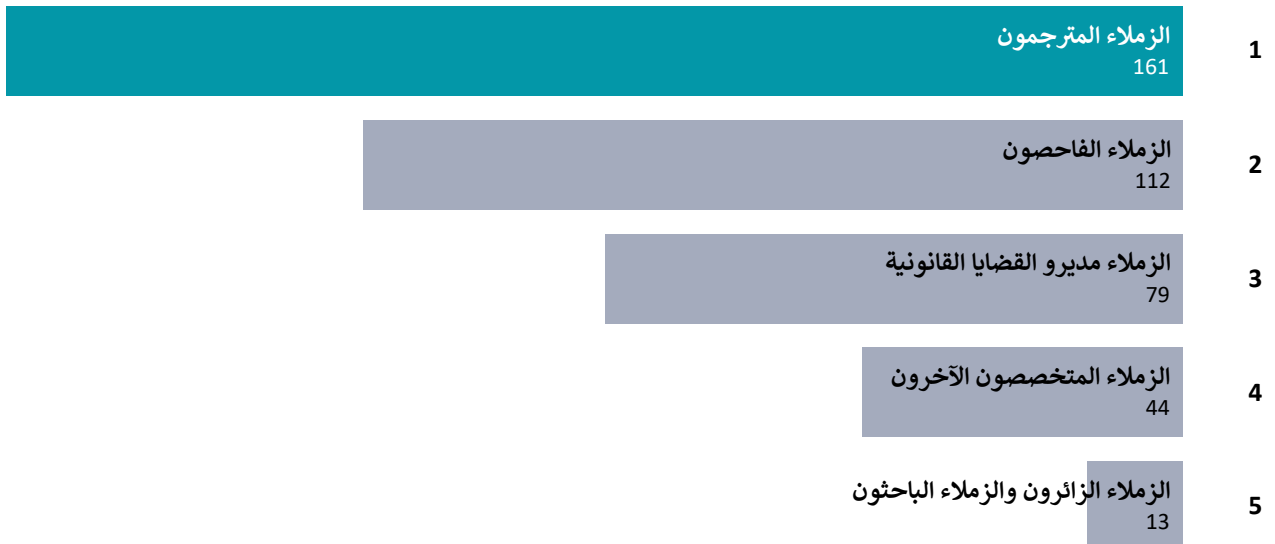 1
الزملاء المترجمون
161
2
الزملاء الفاحصون
112
3
الزملاء مديرو القضايا القانونية
79
4
الزملاء المتخصصون الآخرون
44
5
الزملاء الزائرون والزملاء الباحثون
13